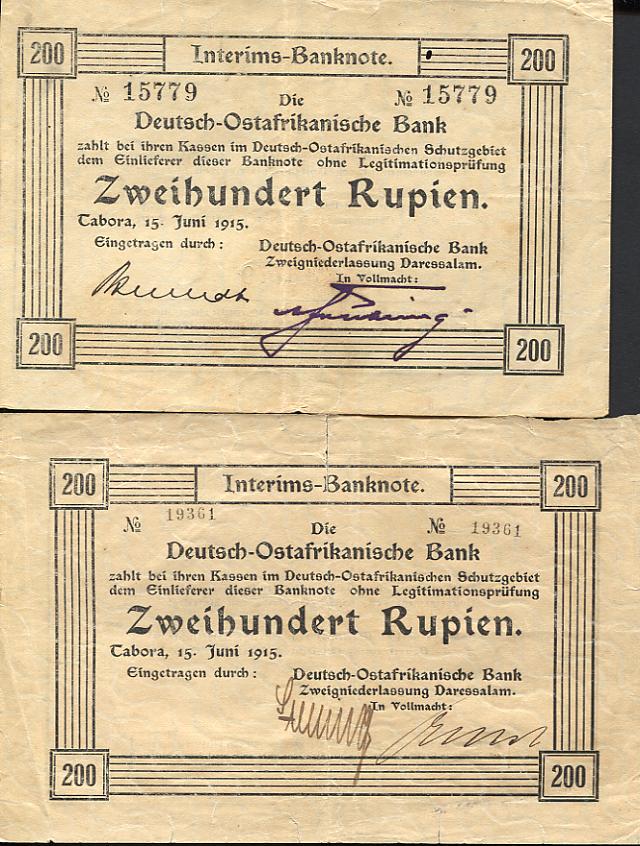 200 Interims-Banknote. 200
№ 15779 № 15779
Die
Deutsch-Ostafrikanische Bank
zahlt bei ihren Kassen im Deutsch-Ostafrikanischen Schutzgebiet
dem Einlieferer dieser Banknote ohne Legitimationsprüfung
Zweihundert Rupien.
Tabora, 15. Juni 1915.
Eingetragen durch: Deutsch-Ostafrikanische Bank
Zweigniederlassung Daressalam.
In Vollmacht:
200 200
200 Interims-Banknote. 200
№ 19361 № 19361
Die
Deutsch-Ostafrikanische Bank
zahlt bei ihren Kassen im Deutsch-Ostafrikanischen Schutzgebiet
dem Einlieferer dieser Banknote ohne Legitimationsprüfung
Zweihundert Rupien.
Tabora, 15. Juni 1915.
Eingetragen durch: Deutsch-Ostafrikanische Bank
Zweigniederlassung Daressalam.
In Vollmacht:
200 200